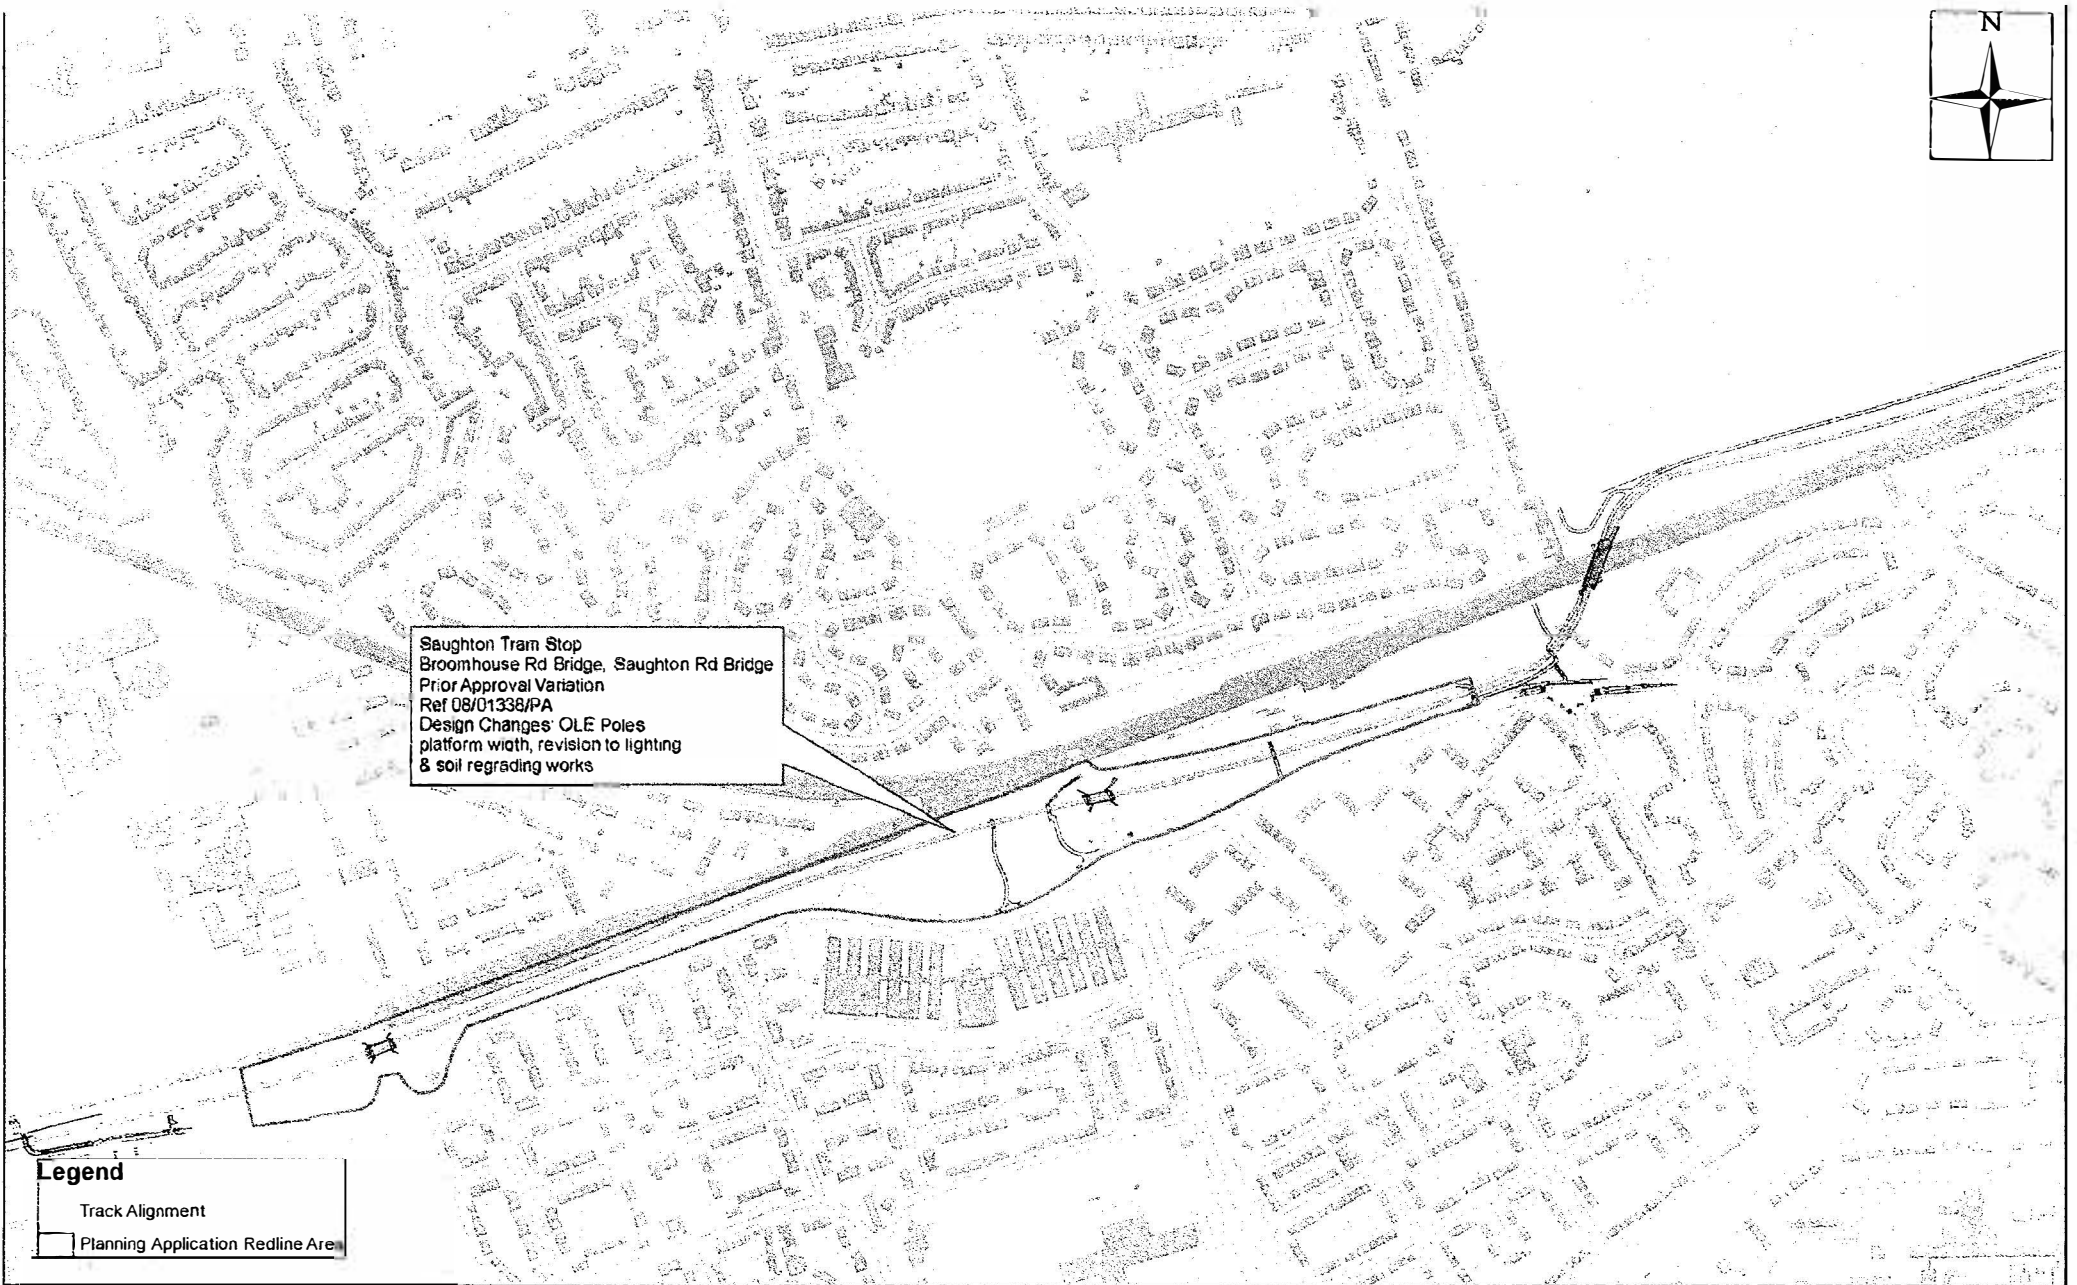 N
Saughton Tram Stop
Broomhouse Rd Bridge, Saughton Rd Bridge
Prior Approval Variation
Ref 08/01338/PA
Design Changes: OLE Poles
platform width, revision to lighting
& soil regrading works
Legend
Track Alignment
Planning Application Redline Area